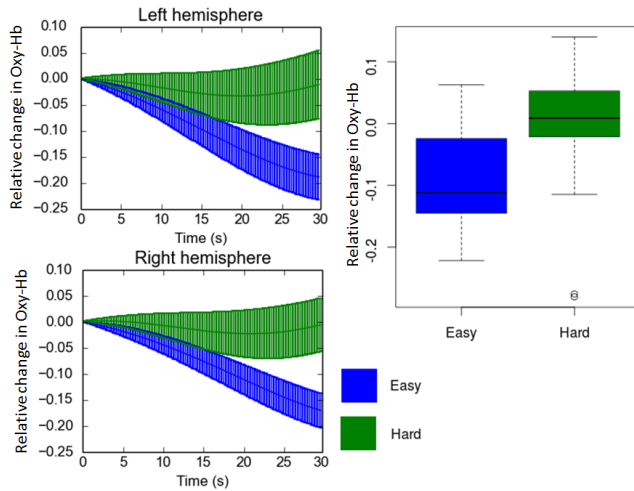 Left hemisphere
Relative change in Oxy-Hb
0.10
0.05
0.00
−0.05
−0.10
−0.15
−0.20
−0.25
0 5 10 15 20 25 30
Time (s)
Right hemisphere
Relative change in Oxy-Hb
0.10
0.05
0.00
−0.05
−0.10
−0.15
−0.20
−0.25
0 5 10 15 20 25 30
Time (s)
Relative change in Oxy-Hb
0.1
0.0
-0.1
-0.2
Easy Hard
Easy
Hard